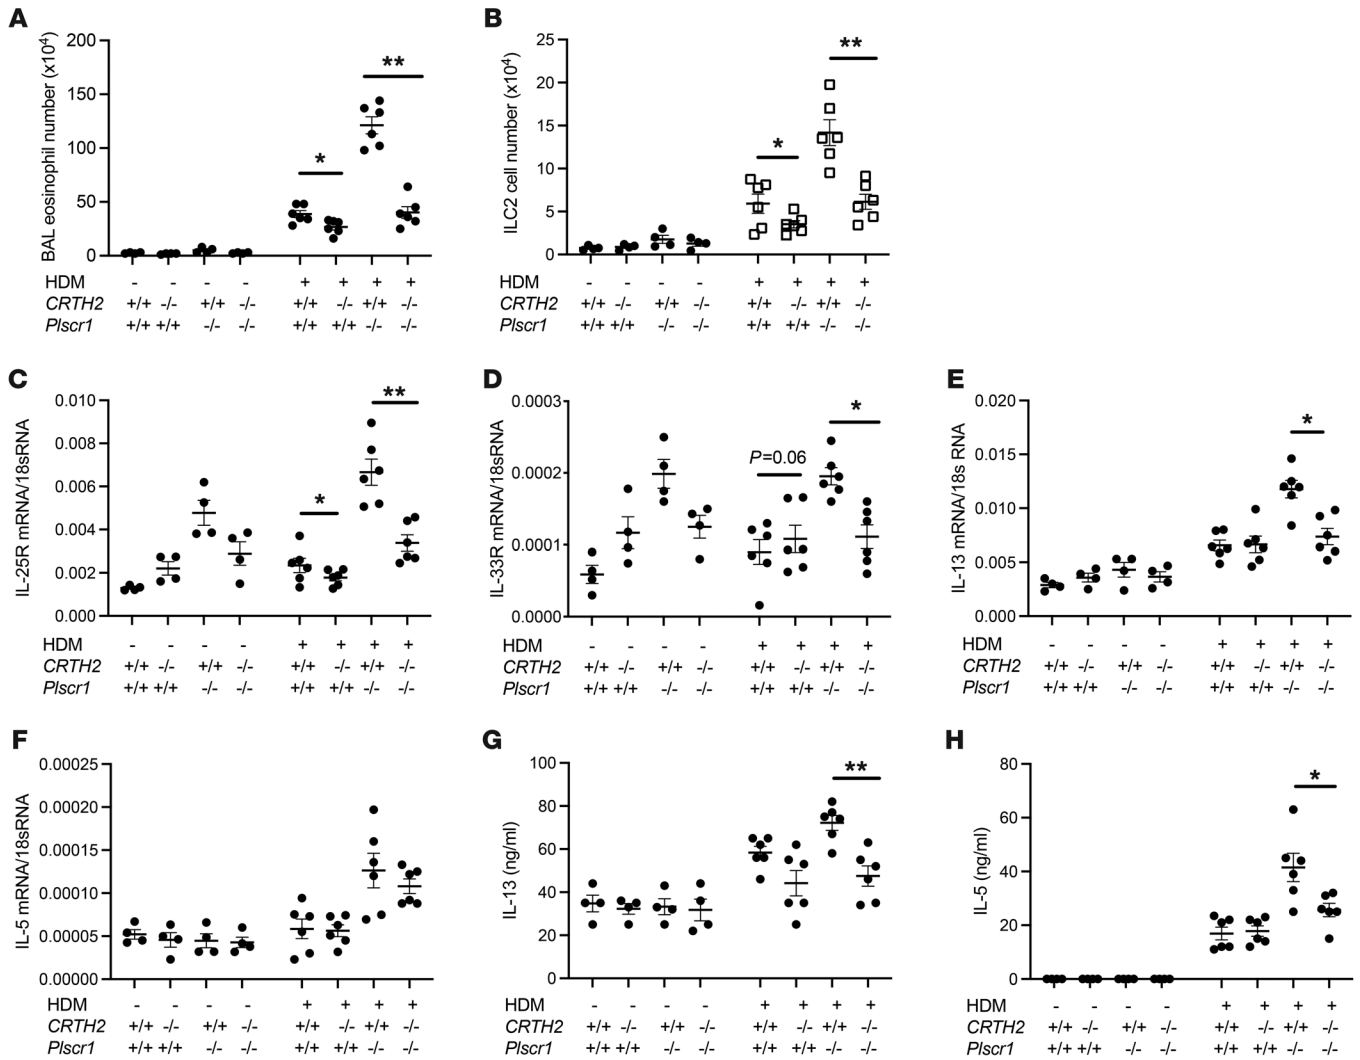 A
BAL eosinophil number (x10⁴)
200
150
100
50
0
*
**
HDM - - - - + + + +
CRTH2 +/+ -/- +/+ -/- +/+ -/- +/+ -/-
Plscr1 +/+ +/+ -/- -/- +/+ +/+ -/- -/-
B
ILC2 cell number (x10⁴)
25
20
15
10
5
0
*
**
HDM - - - - + + + +
CRTH2 +/+ -/- +/+ -/- +/+ -/- +/+ -/-
Plscr1 +/+ +/+ -/- -/- +/+ +/+ -/- -/-
C
IL-25R mRNA/18sRNA
0.010
0.008
0.006
0.004
0.002
0.000
*
**
HDM - - - - + + + +
CRTH2 +/+ -/- +/+ -/- +/+ -/- +/+ -/-
Plscr1 +/+ +/+ -/- -/- +/+ +/+ -/- -/-
D
IL-33R mRNA/18sRNA
0.0003
0.0002
0.0001
0.0000
P=0.06
*
HDM - - - - + + + +
CRTH2 +/+ -/- +/+ -/- +/+ -/- +/+ -/-
Plscr1 +/+ +/+ -/- -/- +/+ +/+ -/- -/-
E
IL-13 mRNA/18s RNA
0.020
0.015
0.010
0.005
0.000
*
HDM - - - - + + + +
CRTH2 +/+ -/- +/+ -/- +/+ -/- +/+ -/-
Plscr1 +/+ +/+ -/- -/- +/+ +/+ -/- -/-
F
IL-5 mRNA/18sRNA
0.00025
0.00020
0.00015
0.00010
0.00005
0.00000
HDM - - - - + + + +
CRTH2 +/+ -/- +/+ -/- +/+ -/- +/+ -/-
Plscr1 +/+ +/+ -/- -/- +/+ +/+ -/- -/-
G
IL-13 (ng/ml)
100
80
60
40
20
0
**
HDM - - - - + + + +
CRTH2 +/+ -/- +/+ -/- +/+ -/- +/+ -/-
Plscr1 +/+ +/+ -/- -/- +/+ +/+ -/- -/-
H
IL-5 (ng/ml)
80
60
40
20
0
*
HDM - - - - + + + +
CRTH2 +/+ -/- +/+ -/- +/+ -/- +/+ -/-
Plscr1 +/+ +/+ -/- -/- +/+ +/+ -/- -/-